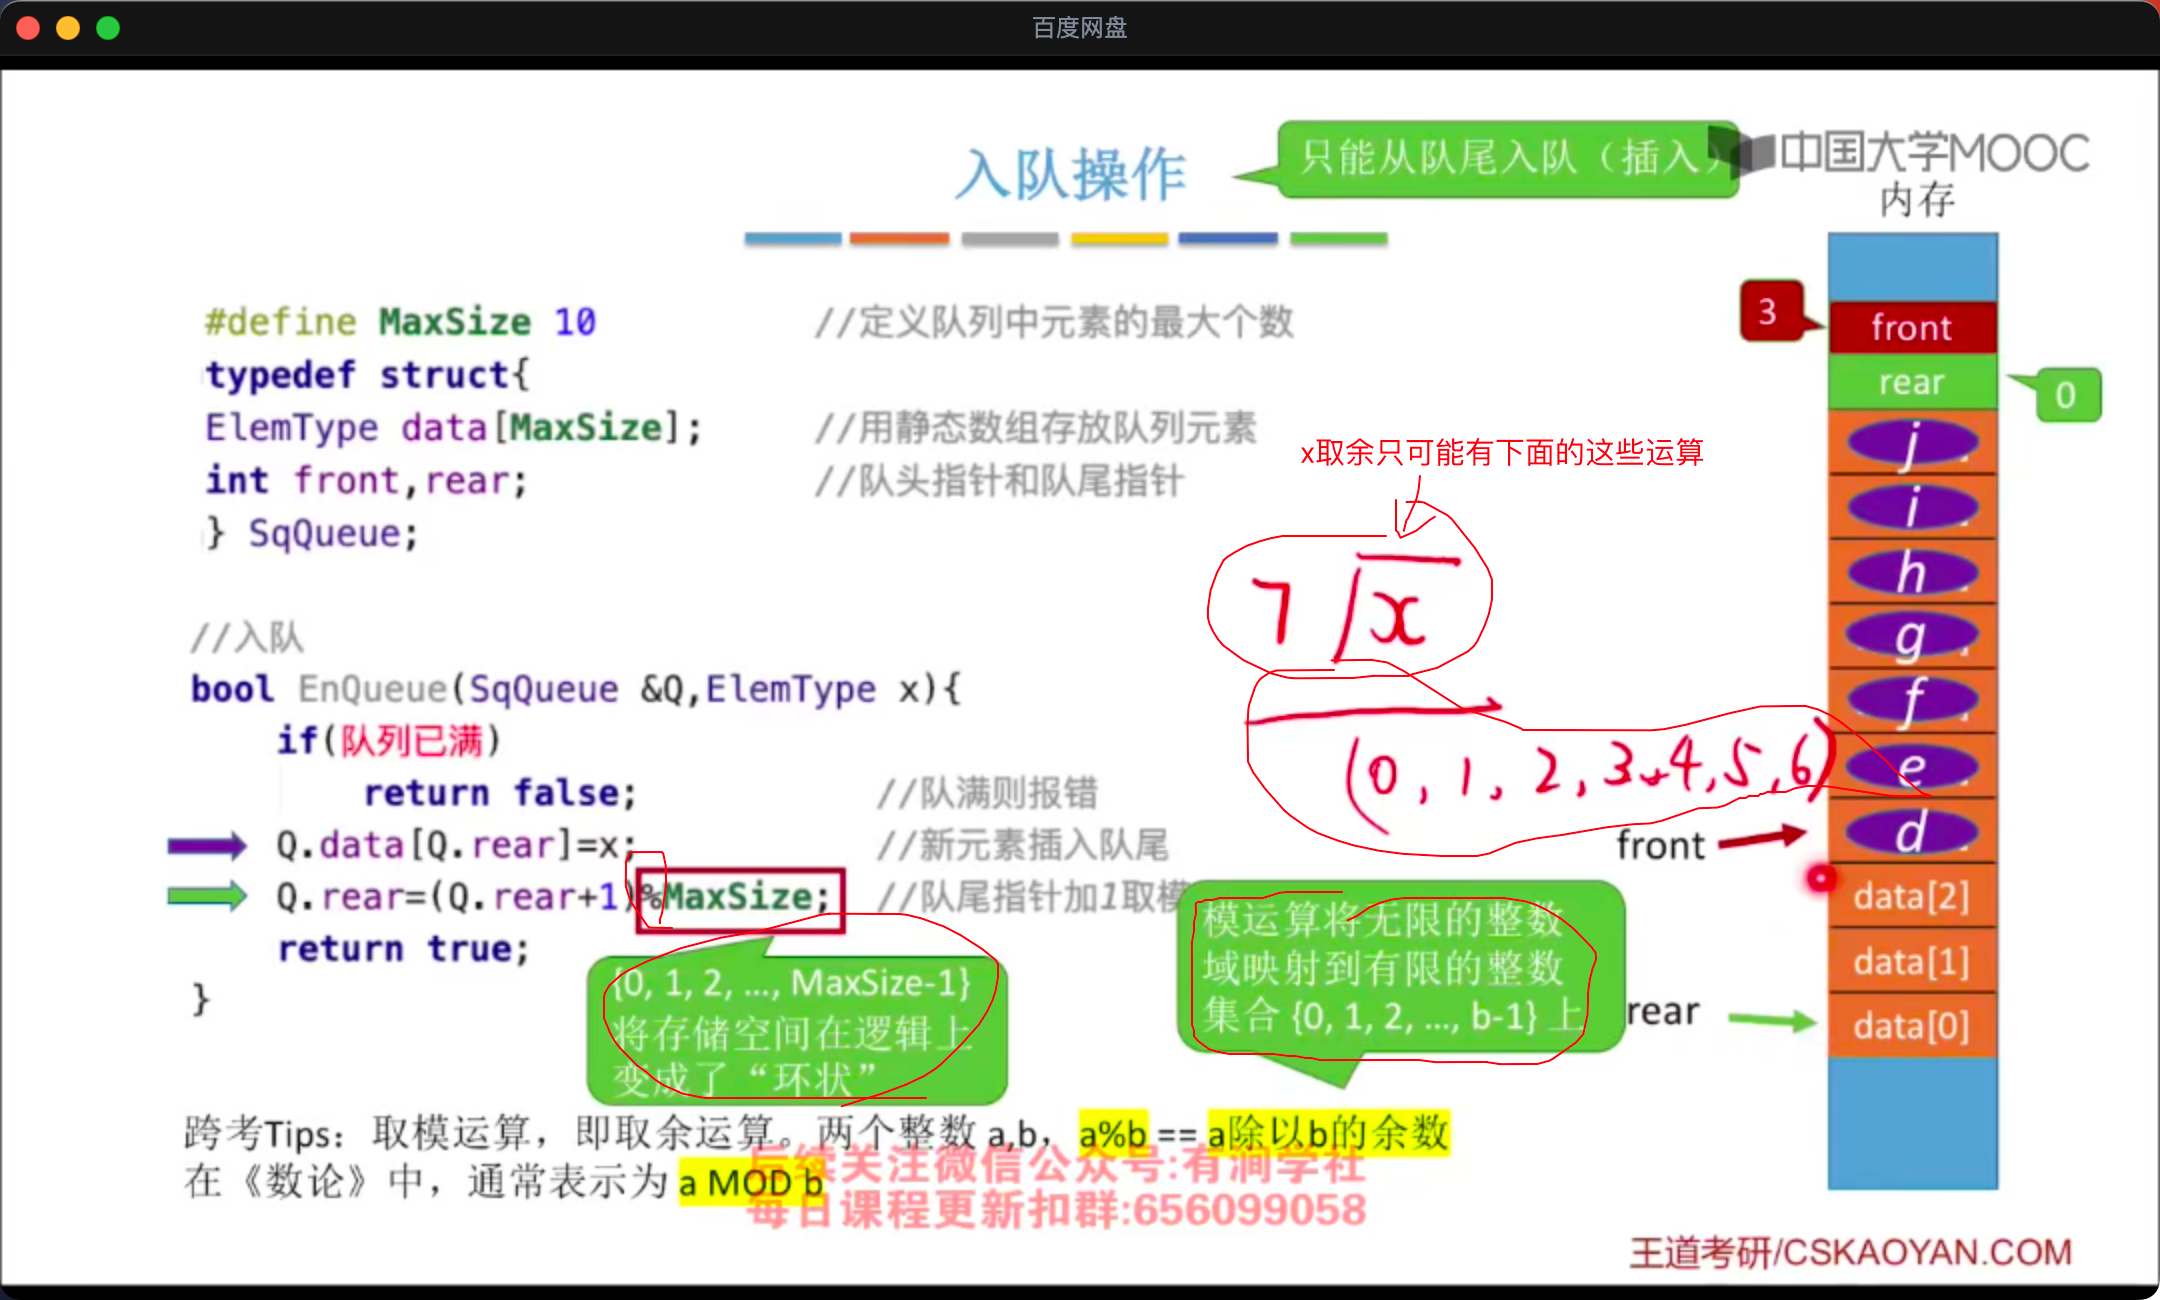 百度网盘
入队操作
只能从队尾入队（插入）
中国大学MOOC
内存
#define MaxSize 10 //定义队列中元素的最大个数
typedef struct{
ElemType data[MaxSize]; //用静态数组存放队列元素
int front,rear; //队头指针和队尾指针
} SqQueue;
//入队
bool EnQueue(SqQueue &Q,ElemType x){
if(队列已满)
return false; //队满则报错
Q.data[Q.rear]=x; //新元素插入队尾
Q.rear=(Q.rear+1)%MaxSize; //队尾指针加1取模
return true;
}
{0, 1, 2, ..., MaxSize-1}
将存储空间在逻辑上
变成了“环状”
x取余只可能有下面的这些运算
7 x
(0, 1, 2, 3, 4, 5, 6)
模运算将无限的整数
域映射到有限的整数
集合 {0, 1, 2, ..., b-1} 上
3
front
rear
0
j
i
h
g
f
e
d
front
data[2]
data[1]
rear
data[0]
跨考Tips：取模运算，即取余运算。两个整数 a,b，a%b == a除以b的余数
在《数论》中，通常表示为 a MOD b
后续关注微信公众号:有涧学社
每日课程更新扣群:656099058
王道考研/CSKAOYAN.COM